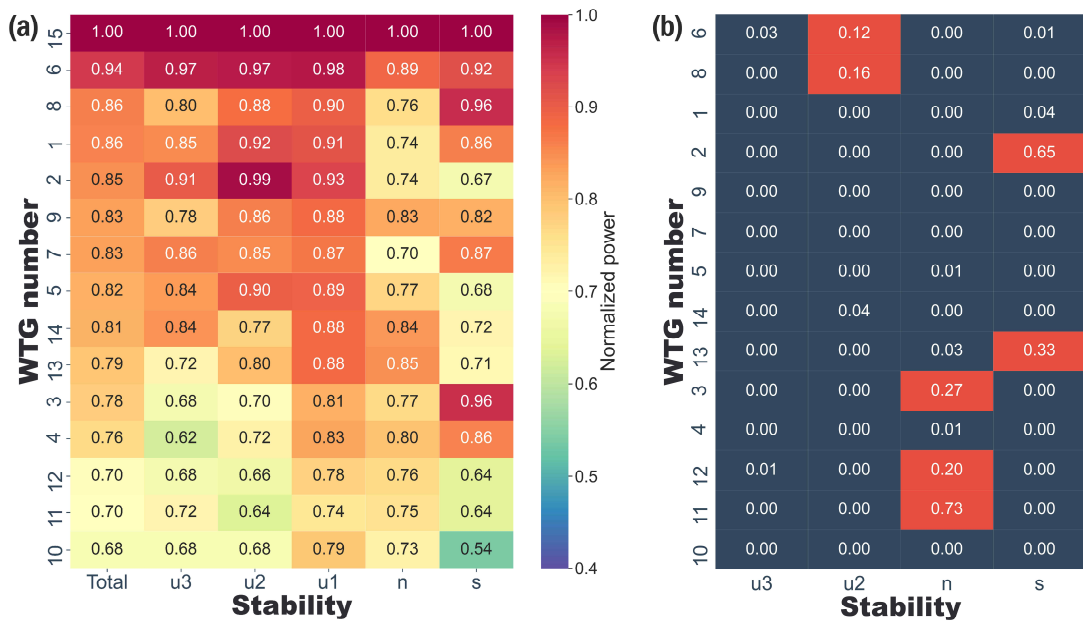 (a)
WTG number
15 1.00 1.00 1.00 1.00 1.00 1.00
6 0.94 0.97 0.97 0.98 0.89 0.92
8 0.86 0.80 0.88 0.90 0.76 0.96
1 0.86 0.85 0.92 0.91 0.74 0.86
2 0.85 0.91 0.99 0.93 0.74 0.67
9 0.83 0.78 0.86 0.88 0.83 0.82
7 0.83 0.86 0.85 0.87 0.70 0.87
5 0.82 0.84 0.90 0.89 0.77 0.68
14 0.81 0.84 0.77 0.88 0.84 0.72
13 0.79 0.72 0.80 0.88 0.85 0.71
3 0.78 0.68 0.70 0.81 0.77 0.96
4 0.76 0.62 0.72 0.83 0.80 0.86
12 0.70 0.68 0.66 0.78 0.76 0.64
11 0.70 0.72 0.64 0.74 0.75 0.64
10 0.68 0.68 0.68 0.79 0.73 0.54
Total u3 u2 u1 n s
Stability
1.0
0.9
0.8
0.7
0.6
0.5
0.4
Normalized power
(b)
WTG number
6 0.03 0.12 0.00 0.01
8 0.00 0.16 0.00 0.00
1 0.00 0.00 0.00 0.04
2 0.00 0.00 0.00 0.65
9 0.00 0.00 0.00 0.00
7 0.00 0.00 0.00 0.00
5 0.00 0.00 0.01 0.00
14 0.00 0.04 0.00 0.00
13 0.00 0.00 0.03 0.33
3 0.00 0.00 0.27 0.00
4 0.00 0.00 0.01 0.00
12 0.01 0.00 0.20 0.00
11 0.00 0.00 0.73 0.00
10 0.00 0.00 0.00 0.00
u3 u2 n s
Stability